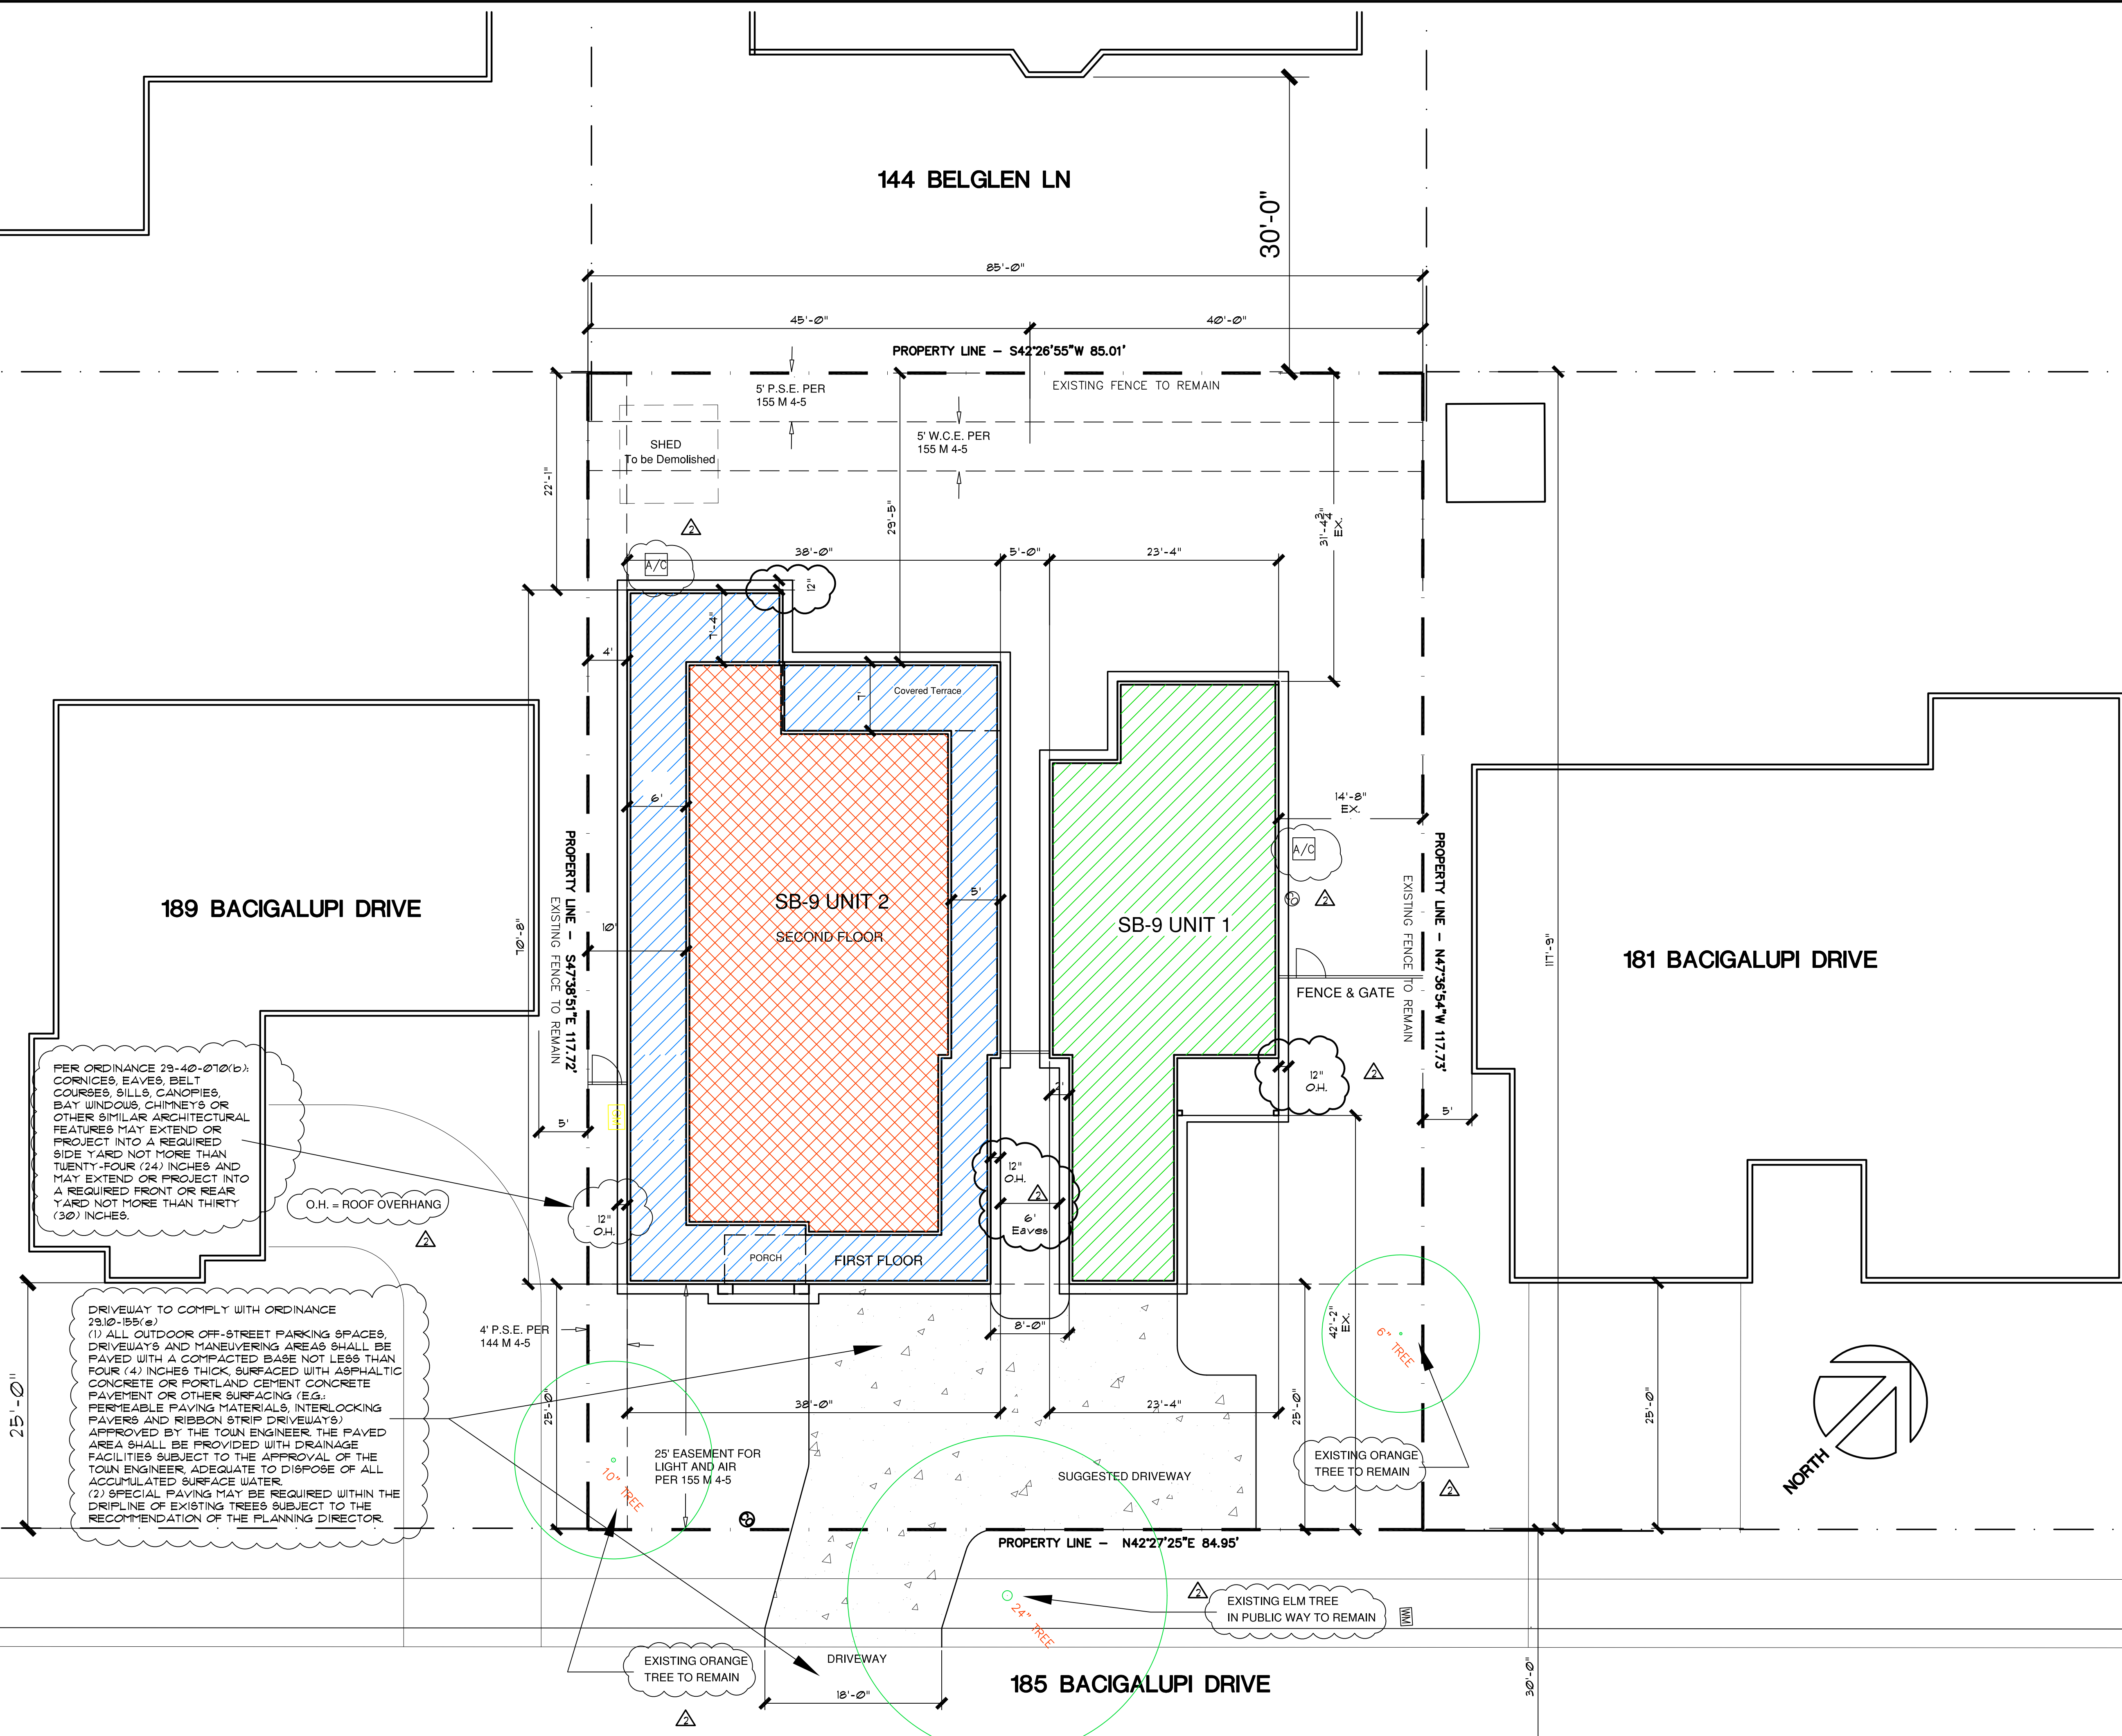 144 BELGLEN LN
30'-0"
85'-0"
45'-0"
40'-0"
PROPERTY LINE – S42°26'55"W 85.01'
EXISTING FENCE TO REMAIN
5' P.S.E. PER
155 M 4-5
5' W.C.E. PER
155 M 4-5
SHED
To be Demolished
22'-1"
29'-5"
31'-4 3/4"
EX.
2
A/C
38'-0"
5'-0"
23'-4"
12"
7'-4"
4'
7'
Covered Terrace
6'
14'-8"
EX.
A/C
2
5'
10'
70'-8"
117'-9"
189 BACIGALUPI DRIVE
SB-9 UNIT 2
SECOND FLOOR
SB-9 UNIT 1
181 BACIGALUPI DRIVE
PROPERTY LINE – S47°38'51"E 117.72'
EXISTING FENCE TO REMAIN
PROPERTY LINE – N47°36'54"W 117.73'
EXISTING FENCE TO REMAIN
FENCE & GATE
12"
O.H.
2
2'
5'
5'
PER ORDINANCE 29-40-070(b):
CORNICES, EAVES, BELT
COURSES, SILLS, CANOPIES,
BAY WINDOWS, CHIMNEYS OR
OTHER SIMILAR ARCHITECTURAL
FEATURES MAY EXTEND OR
PROJECT INTO A REQUIRED
SIDE YARD NOT MORE THAN
TWENTY-FOUR (24) INCHES AND
MAY EXTEND OR PROJECT INTO
A REQUIRED FRONT OR REAR
YARD NOT MORE THAN THIRTY
(30) INCHES.
O.H. = ROOF OVERHANG
2
12"
O.H.
12"
O.H.
2
6'
Eaves
PORCH
FIRST FLOOR
DRIVEWAY TO COMPLY WITH ORDINANCE
29.10-155(e)
(1) ALL OUTDOOR OFF-STREET PARKING SPACES,
DRIVEWAYS AND MANEUVERING AREAS SHALL BE
PAVED WITH A COMPACTED BASE NOT LESS THAN
FOUR (4) INCHES THICK, SURFACED WITH ASPHALTIC
CONCRETE OR PORTLAND CEMENT CONCRETE
PAVEMENT OR OTHER SURFACING (E.G.:
PERMEABLE PAVING MATERIALS, INTERLOCKING
PAVERS AND RIBBON STRIP DRIVEWAYS)
APPROVED BY THE TOWN ENGINEER. THE PAVED
AREA SHALL BE PROVIDED WITH DRAINAGE
FACILITIES SUBJECT TO THE APPROVAL OF THE
TOWN ENGINEER, ADEQUATE TO DISPOSE OF ALL
ACCUMULATED SURFACE WATER.
(2) SPECIAL PAVING MAY BE REQUIRED WITHIN THE
DRIPLINE OF EXISTING TREES SUBJECT TO THE
RECOMMENDATION OF THE PLANNING DIRECTOR.
25'-0"
4' P.S.E. PER
144 M 4-5
8'-0"
42'-2"
EX.
6" TREE
25'-0"
38'-0"
23'-4"
25'-0"
25'-0"
10" TREE
25' EASEMENT FOR
LIGHT AND AIR
PER 155 M 4-5
SUGGESTED DRIVEWAY
EXISTING ORANGE
TREE TO REMAIN
2
NORTH
PROPERTY LINE – N42°27'25"E 84.95'
24" TREE
2
EXISTING ELM TREE
IN PUBLIC WAY TO REMAIN
WM
EXISTING ORANGE
TREE TO REMAIN
2
DRIVEWAY
18'-0"
185 BACIGALUPI DRIVE
30'-0"